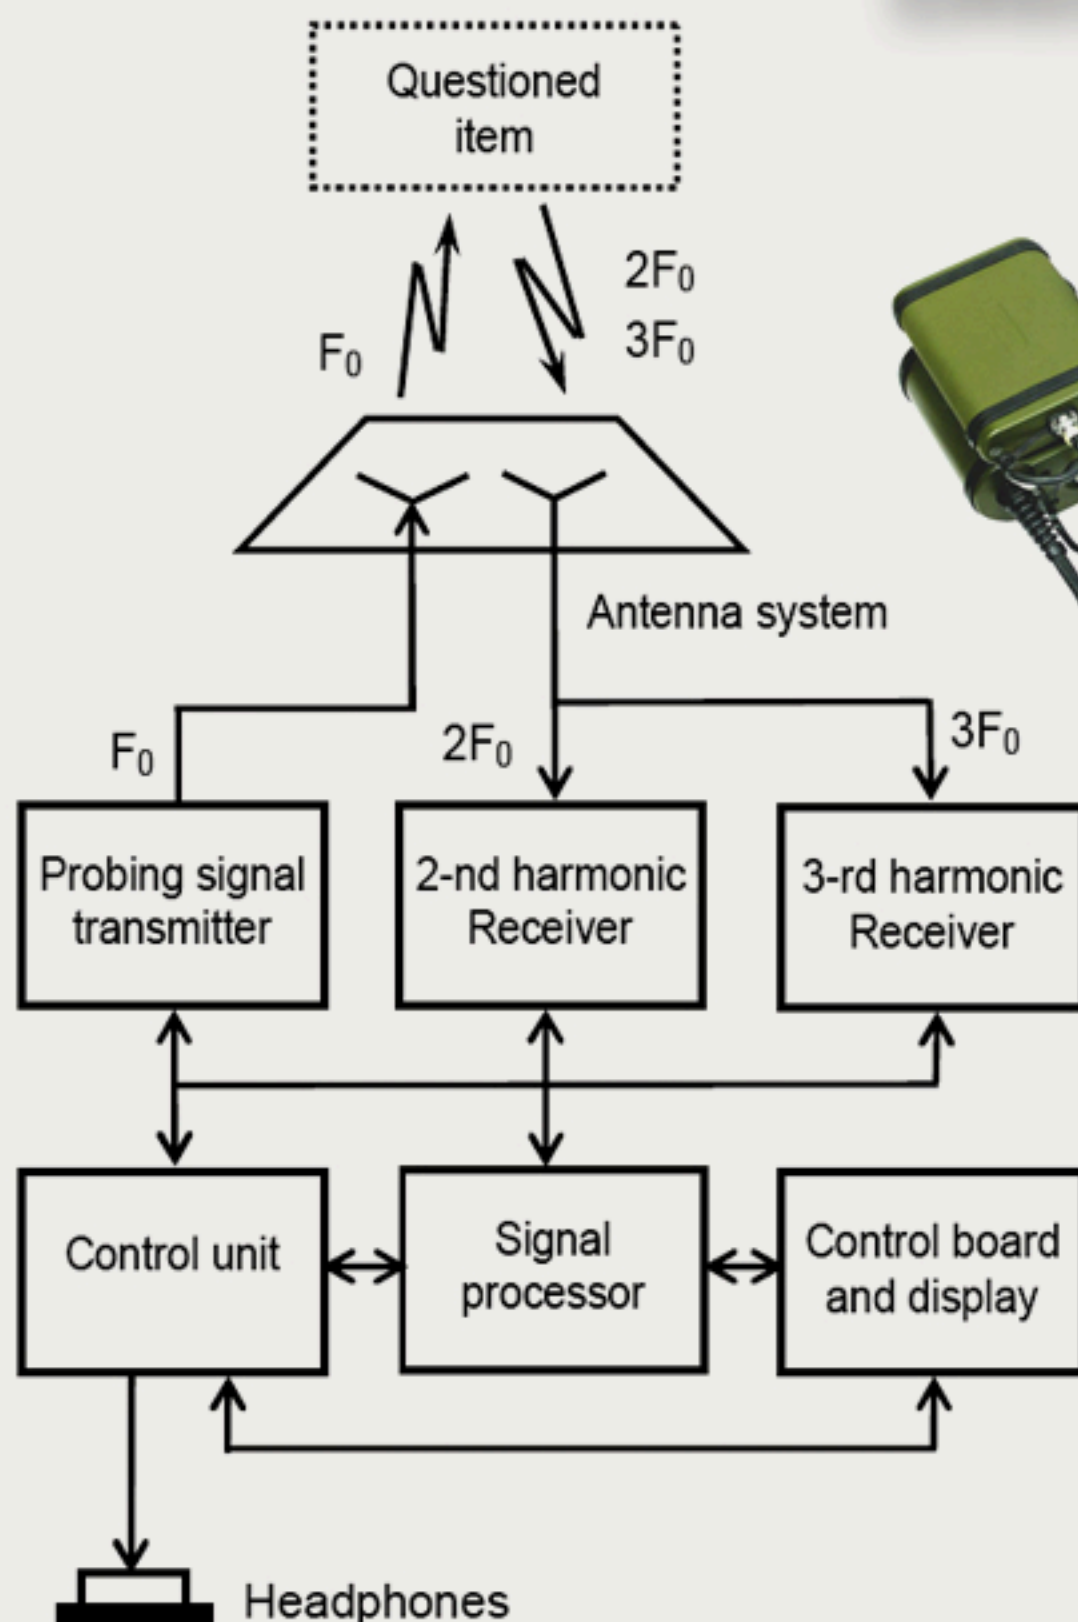 Questioned
item
F₀
2F₀
3F₀
Antenna system
F₀
2F₀
3F₀
Probing signal
transmitter
2-nd harmonic
Receiver
3-rd harmonic
Receiver
Control unit
Signal
processor
Control board
and display
Headphones